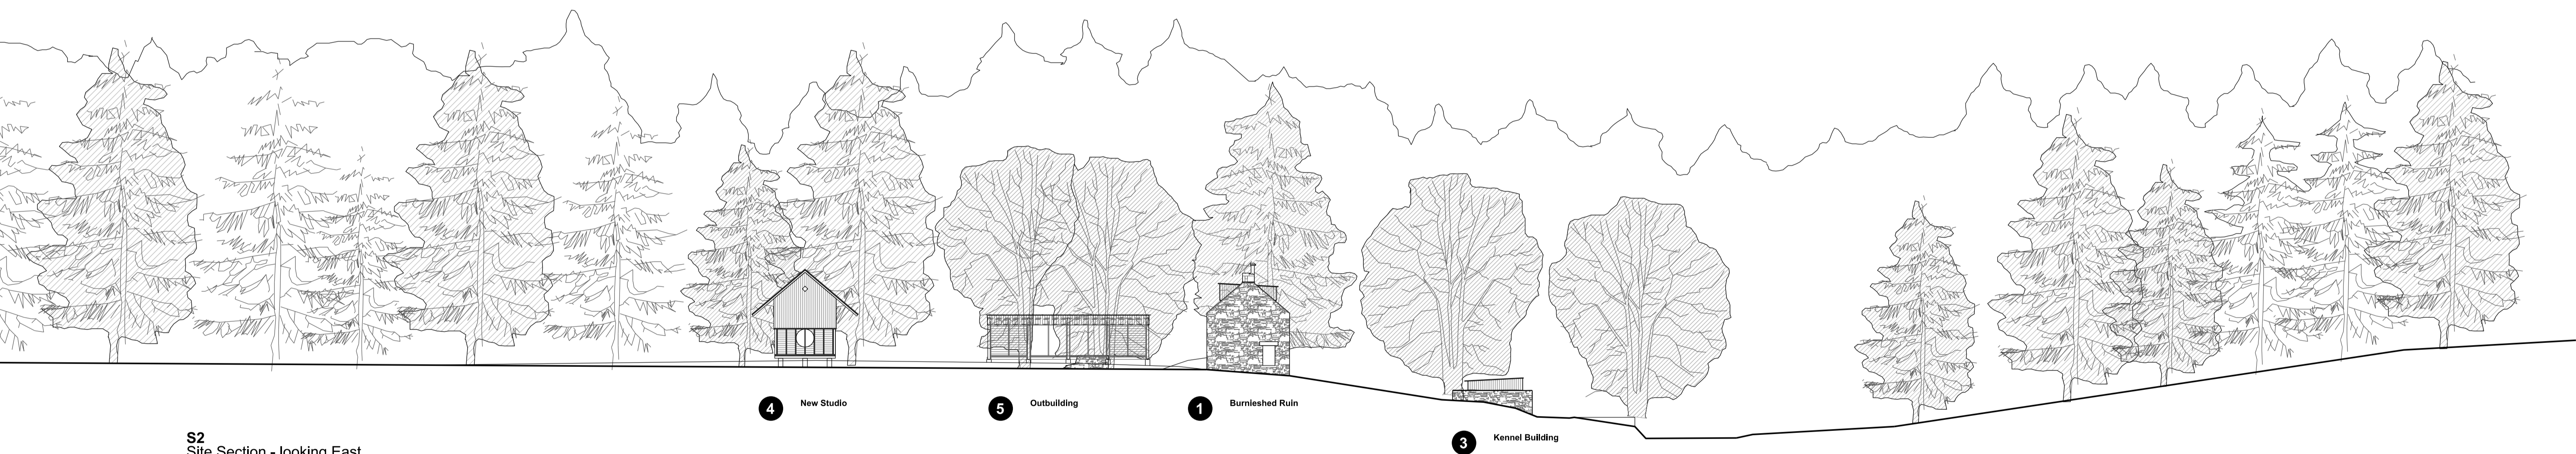 4 New Studio
5 Outbuilding
1 Burnieshed Ruin
3 Kennel Building
S2
Site Section - looking East